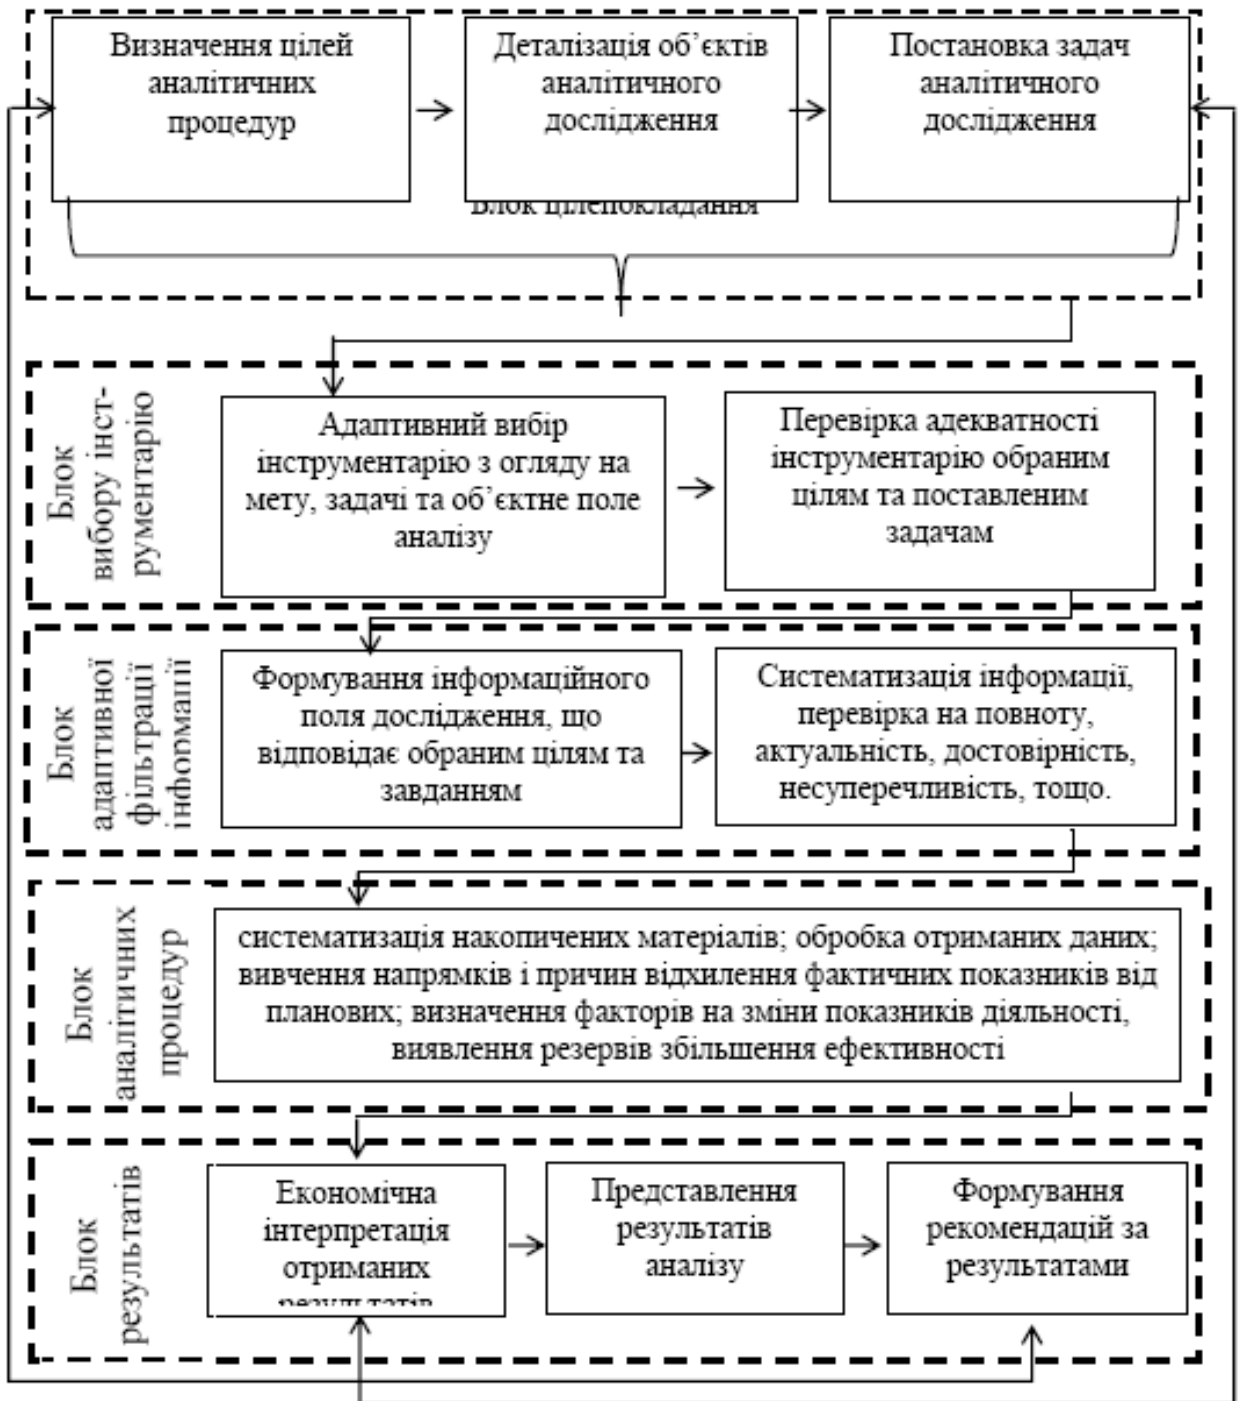 Визначення цілей
аналітичних
процедур
Деталізація об’єктів
аналітичного
дослідження
Постановка задач
аналітичного
дослідження
Блок цілепокладання
Блок
вибору інст-
рументарію
Адаптивний вибір
інструментарію з огляду на
мету, задачі та об’єктне поле
аналізу
Перевірка адекватності
інструментарію обраним
цілям та поставленим
задачам
Блок
адаптивної
фільтрації
інформації
Формування інформаційного
поля дослідження, що
відповідає обраним цілям та
завданням
Систематизація інформації,
перевірка на повноту,
актуальність, достовірність,
несуперечливість, тощо.
Блок
аналітичних
процедур
систематизація накопичених матеріалів; обробка отриманих даних;
вивчення напрямків і причин відхилення фактичних показників від
планових; визначення факторів на зміни показників діяльності,
виявлення резервів збільшення ефективності
Блок
результатів
Економічна
інтерпретація
отриманих
результатів
Представлення
результатів
аналізу
Формування
рекомендацій за
результатами